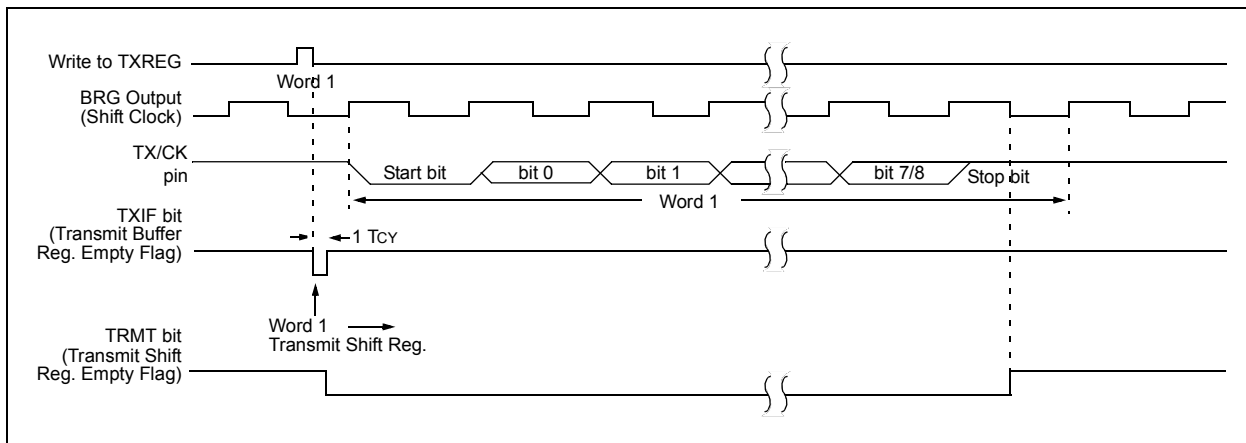 Write to TXREG
Word 1
BRG Output
(Shift Clock)
TX/CK
pin
Start bit
bit 0
bit 1
bit 7/8
Stop bit
Word 1
TXIF bit
(Transmit Buffer
Reg. Empty Flag)
1 TCY
Word 1
Transmit Shift Reg.
TRMT bit
(Transmit Shift
Reg. Empty Flag)